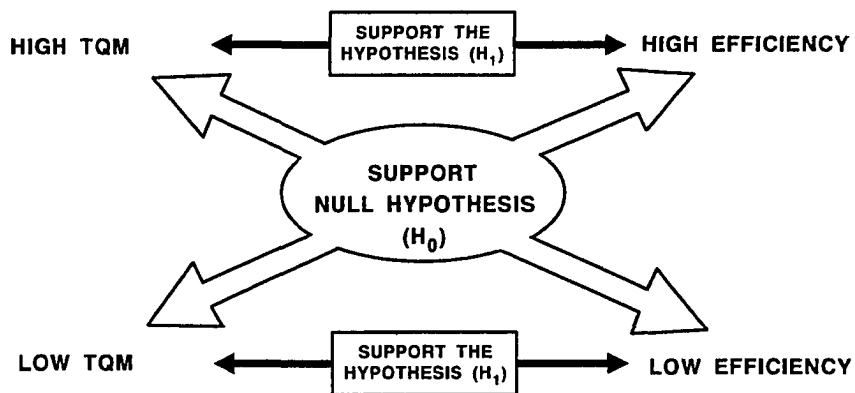 HIGH TQM
SUPPORT THE
HYPOTHESIS (H₁)
HIGH EFFICIENCY
SUPPORT
NULL HYPOTHESIS
(H₀)
LOW TQM
SUPPORT THE
HYPOTHESIS (H₁)
LOW EFFICIENCY